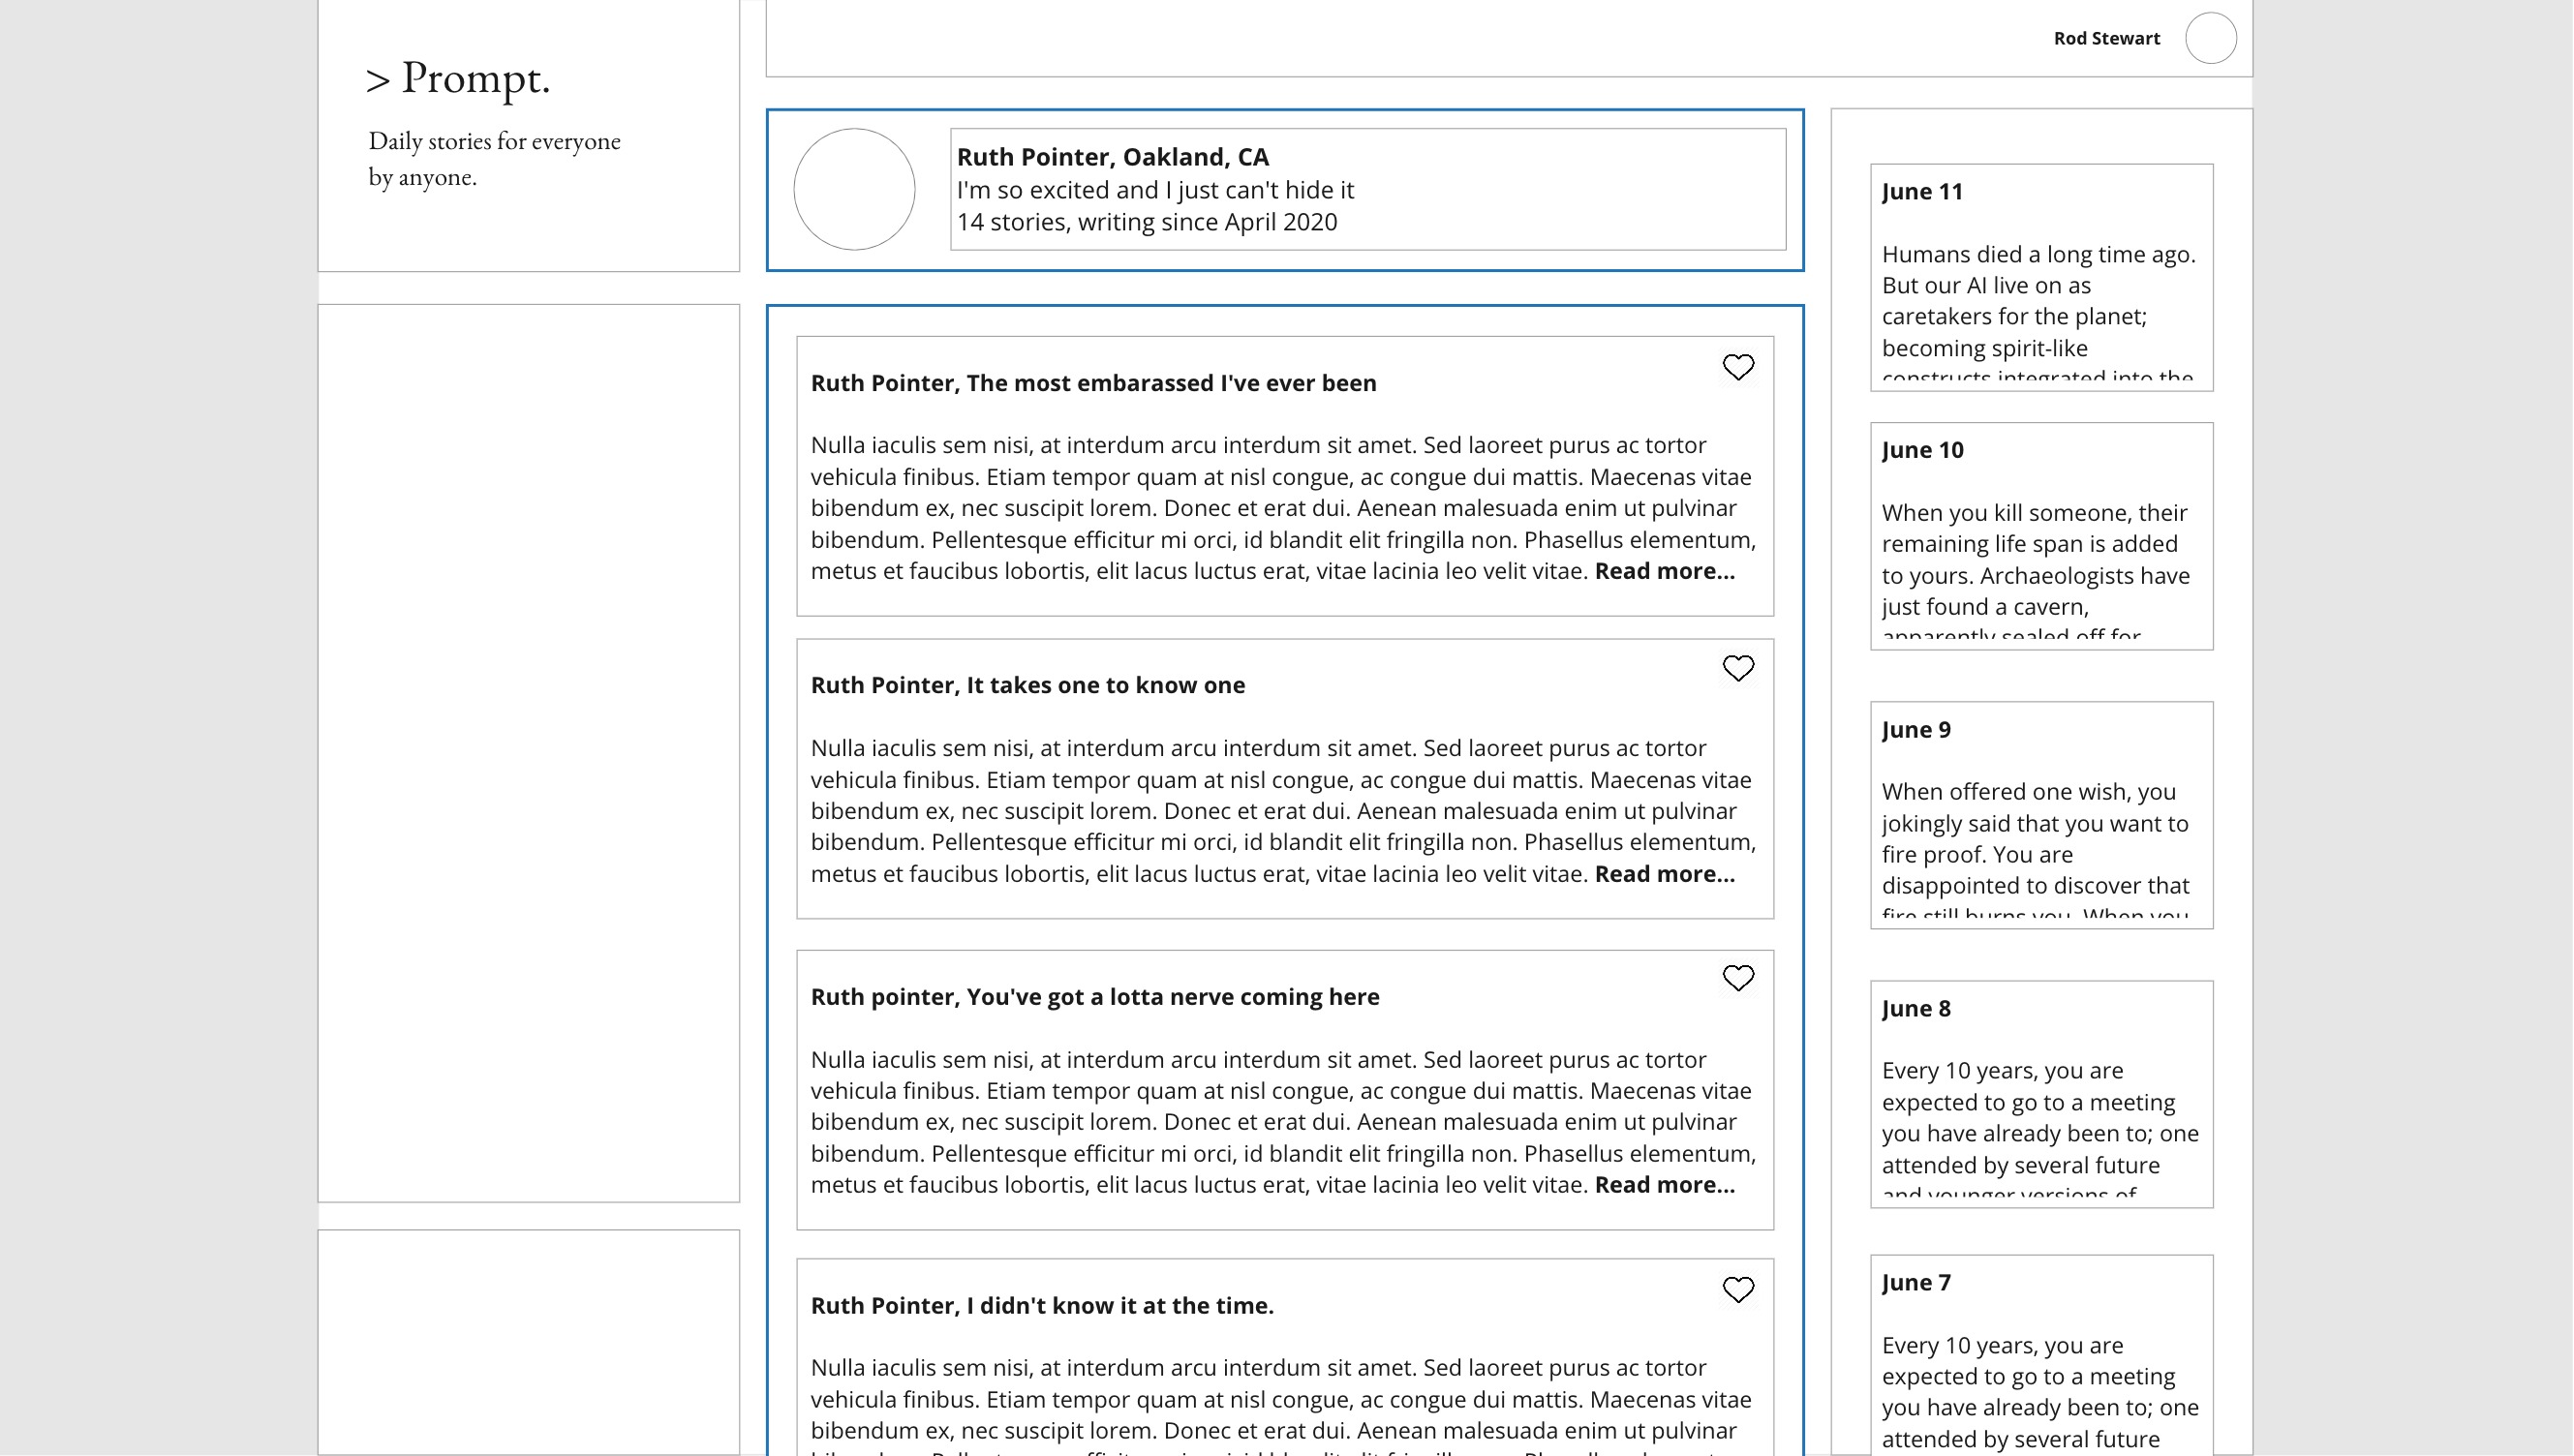 > Prompt.
Daily stories for everyone
by anyone.
Rod Stewart
Ruth Pointer, Oakland, CA
I'm so excited and I just can't hide it
14 stories, writing since April 2020
Ruth Pointer, The most embarassed I've ever been
Nulla iaculis sem nisi, at interdum arcu interdum sit amet. Sed laoreet purus ac tortor
vehicula finibus. Etiam tempor quam at nisl congue, ac congue dui mattis. Maecenas vitae
bibendum ex, nec suscipit lorem. Donec et erat dui. Aenean malesuada enim ut pulvinar
bibendum. Pellentesque efficitur mi orci, id blandit elit fringilla non. Phasellus elementum,
metus et faucibus lobortis, elit lacus luctus erat, vitae lacinia leo velit vitae. Read more...
Ruth Pointer, It takes one to know one
Nulla iaculis sem nisi, at interdum arcu interdum sit amet. Sed laoreet purus ac tortor
vehicula finibus. Etiam tempor quam at nisl congue, ac congue dui mattis. Maecenas vitae
bibendum ex, nec suscipit lorem. Donec et erat dui. Aenean malesuada enim ut pulvinar
bibendum. Pellentesque efficitur mi orci, id blandit elit fringilla non. Phasellus elementum,
metus et faucibus lobortis, elit lacus luctus erat, vitae lacinia leo velit vitae. Read more...
Ruth pointer, You've got a lotta nerve coming here
Nulla iaculis sem nisi, at interdum arcu interdum sit amet. Sed laoreet purus ac tortor
vehicula finibus. Etiam tempor quam at nisl congue, ac congue dui mattis. Maecenas vitae
bibendum ex, nec suscipit lorem. Donec et erat dui. Aenean malesuada enim ut pulvinar
bibendum. Pellentesque efficitur mi orci, id blandit elit fringilla non. Phasellus elementum,
metus et faucibus lobortis, elit lacus luctus erat, vitae lacinia leo velit vitae. Read more...
Ruth Pointer, I didn't know it at the time.
Nulla iaculis sem nisi, at interdum arcu interdum sit amet. Sed laoreet purus ac tortor
vehicula finibus. Etiam tempor quam at nisl congue, ac congue dui mattis. Maecenas vitae
bibendum ex, nec suscipit lorem. Donec et erat dui. Aenean malesuada enim ut pulvinar
June 11
Humans died a long time ago.
But our AI live on as
caretakers for the planet;
becoming spirit-like
constructs integrated into the
June 10
When you kill someone, their
remaining life span is added
to yours. Archaeologists have
just found a cavern,
apparently sealed off for
June 9
When offered one wish, you
jokingly said that you want to
fire proof. You are
disappointed to discover that
fire still burns you. When you
June 8
Every 10 years, you are
expected to go to a meeting
you have already been to; one
attended by several future
and younger versions of
June 7
Every 10 years, you are
expected to go to a meeting
you have already been to; one
attended by several future